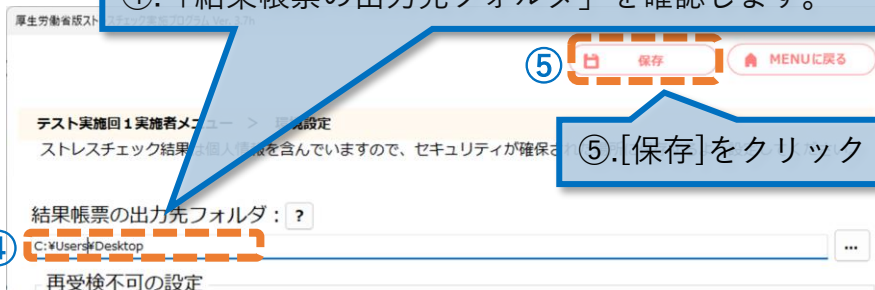 ④.「結果帳票の出力先フォルダ」を確認します。
厚生労働省版ストレスチェック実施プログラム Ver. 3.7h
⑤
保存
MENUに戻る
テスト実施回1実施者メニュー > 環境設定
⑤.[保存]をクリック
ストレスチェック結果は個人情報を含んでいますので、セキュリティが確保され
結果帳票の出力先フォルダ：?
④
C:¥Users¥Desktop
...
再受検不可の設定